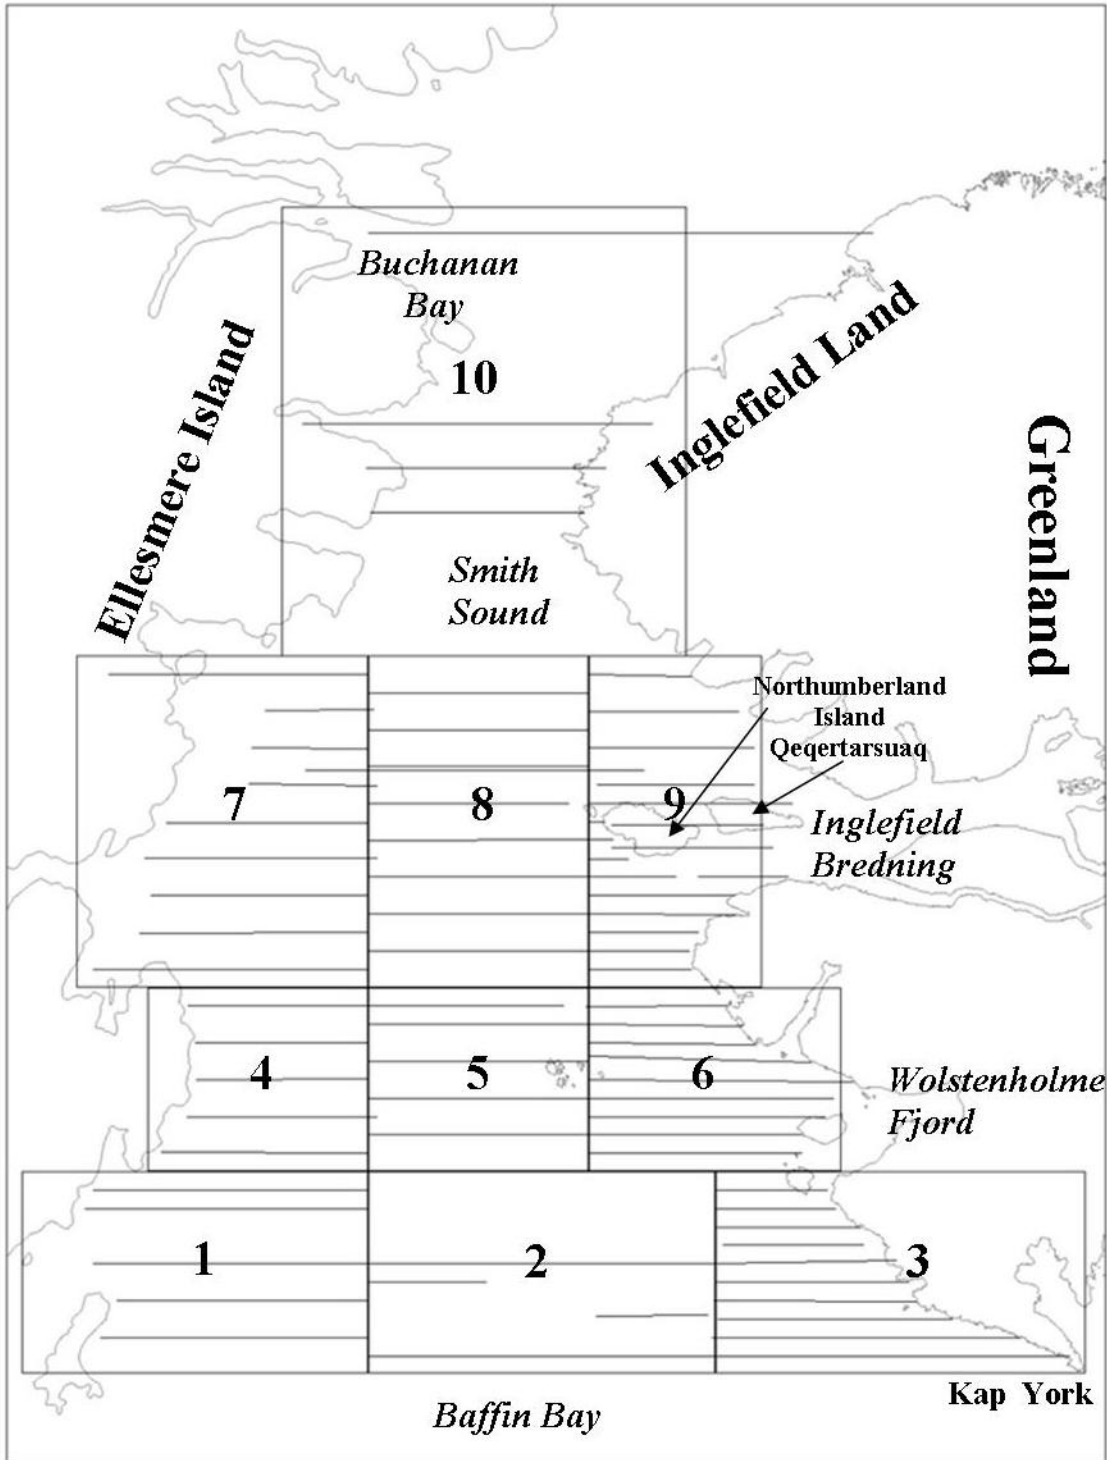 Buchanan
Bay
10
Ellesmere Island
Inglefield Land
Greenland
Smith
Sound
Northumberland
Island
Qeqertarsuaq
7
8
9
Inglefield
Bredning
4
5
6
Wolstenholme
Fjord
1
2
3
Kap York
Baffin Bay